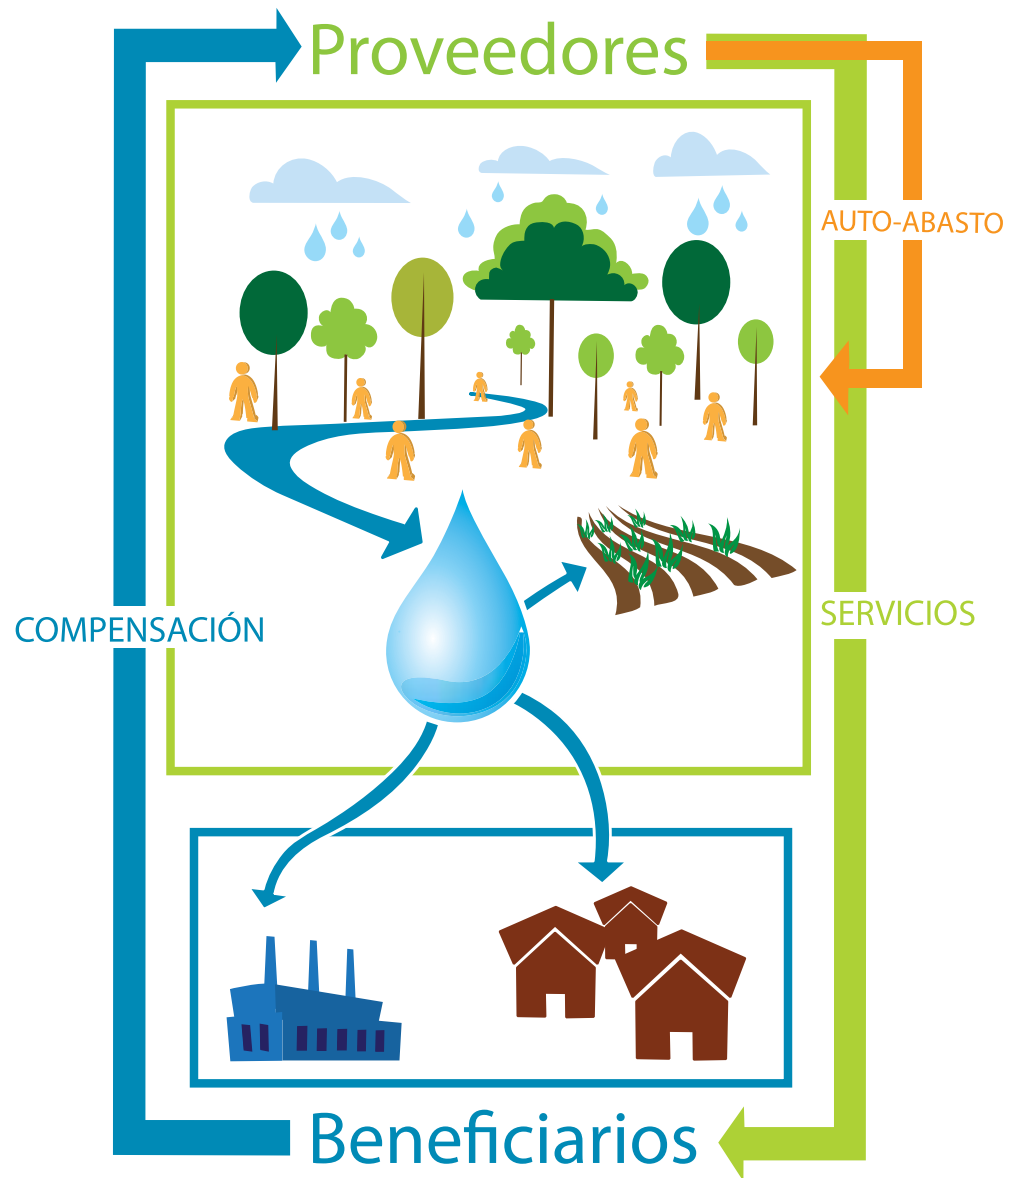 Proveedores
AUTO-ABASTO
SERVICIOS
COMPENSACIÓN
Beneficiarios